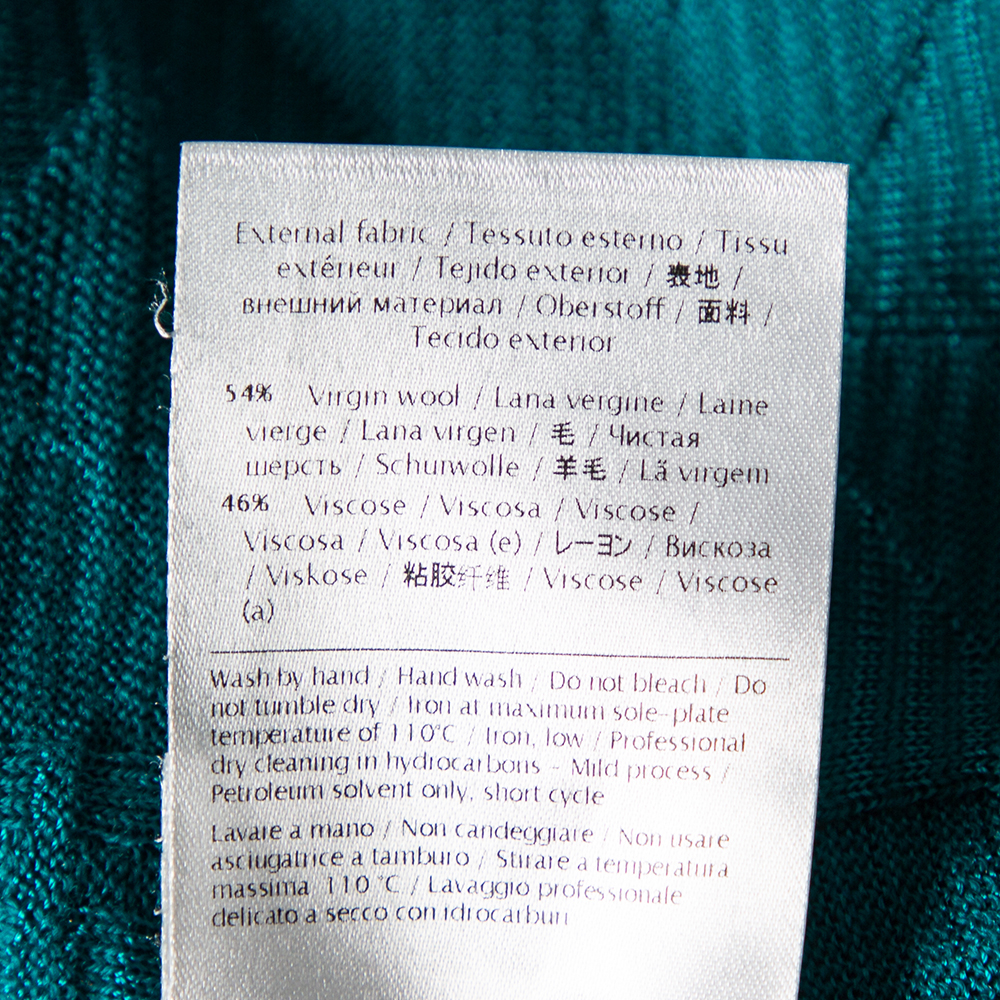 External fabric / Tessuto esterno / Tissu
extérieur / Tejido exterior / 表地 /
внешний материал / Oberstoff / 面料 /
Tecido exterior
54% Virgin wool / Lana vergine / Laine
vierge / Lana virgen / 毛 / Чистая
шерсть / Schurwolle / 羊毛 / Lã virgem
46% Viscose / Viscosa / Viscose /
Viscosa / Viscosa (e) / レーヨン / Вискоза
/ Viskose / 粘胶纤维 / Viscose / Viscose
(a)
Wash by hand / Hand wash / Do not bleach / Do
not tumble dry / Iron at maximum sole-plate
temperature of 110°C / Iron, low / Professional
dry cleaning in hydrocarbons - Mild process /
Petroleum solvent only, short cycle
Lavare a mano / Non candeggiare / Non usare
asciugatrice a tamburo / Stirare a temperatura
massima 110 °C / Lavaggio professionale
delicato a secco con idrocarburi